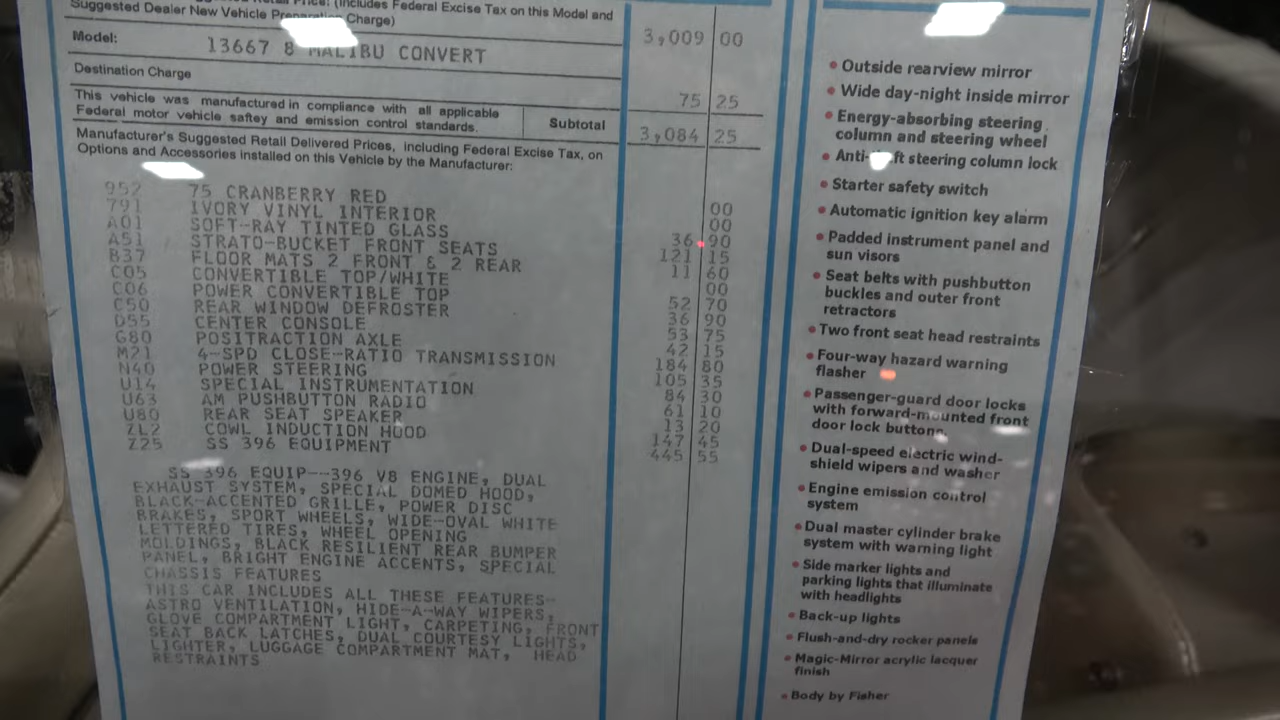 Suggested Retail Price: (Includes Federal Excise Tax on this Model and
Suggested Dealer New Vehicle Preparation Charge)
3,009 00
Model: 13667 8 MALIBU CONVERT
Destination Charge 75 25
This vehicle was manufactured in compliance with all applicable
Federal motor vehicle saftey and emission control standards.
Subtotal 3,084 25
Manufacturer's Suggested Retail Delivered Prices, including Federal Excise Tax, on
Options and Accessories installed on this Vehicle by the Manufacturer:
952 75 CRANBERRY RED 00
791 IVORY VINYL INTERIOR 00
A01 SOFT-RAY TINTED GLASS 36 90
A51 STRATO-BUCKET FRONT SEATS 121 15
B37 FLOOR MATS 2 FRONT & 2 REAR 11 60
C05 CONVERTIBLE TOP/WHITE 00
C06 POWER CONVERTIBLE TOP 52 70
C50 REAR WINDOW DEFROSTER 36 90
D55 CENTER CONSOLE 53 75
G80 POSITRACTION AXLE 42 15
M21 4-SPD CLOSE-RATIO TRANSMISSION 184 80
N40 POWER STEERING 105 35
U14 SPECIAL INSTRUMENTATION 84 30
U63 AM PUSHBUTTON RADIO 61 10
U80 REAR SEAT SPEAKER 13 20
ZL2 COWL INDUCTION HOOD 147 45
Z25 SS 396 EQUIPMENT 445 55
SS 396 EQUIP--396 V8 ENGINE, DUAL
EXHAUST SYSTEM, SPECIAL DOMED HOOD,
BLACK-ACCENTED GRILLE, POWER DISC
BRAKES, SPORT WHEELS, WIDE-OVAL WHITE
LETTERED TIRES, WHEEL OPENING
MOLDINGS, BLACK RESILIENT REAR BUMPER
PANEL, BRIGHT ENGINE ACCENTS, SPECIAL
CHASSIS FEATURES
THIS CAR INCLUDES ALL THESE FEATURES-
ASTRO VENTILATION, HIDE-A-WAY WIPERS,
GLOVE COMPARTMENT LIGHT, CARPETING, FRONT
SEAT BACK LATCHES, DUAL COURTESY LIGHTS,
LIGHTER, LUGGAGE COMPARTMENT MAT, HEAD
RESTRAINTS
• Outside rearview mirror
• Wide day-night inside mirror
• Energy-absorbing steering
column and steering wheel
• Anti-theft steering column lock
• Starter safety switch
• Automatic ignition key alarm
• Padded instrument panel and
sun visors
• Seat belts with pushbutton
buckles and outer front
retractors
• Two front seat head restraints
• Four-way hazard warning
flasher
• Passenger-guard door locks
with forward-mounted front
door lock buttons
• Dual-speed electric wind-
shield wipers and washer
• Engine emission control
system
• Dual master cylinder brake
system with warning light
• Side marker lights and
parking lights that illuminate
with headlights
• Back-up lights
• Flush-and-dry rocker panels
• Magic-Mirror acrylic lacquer
finish
• Body by Fisher